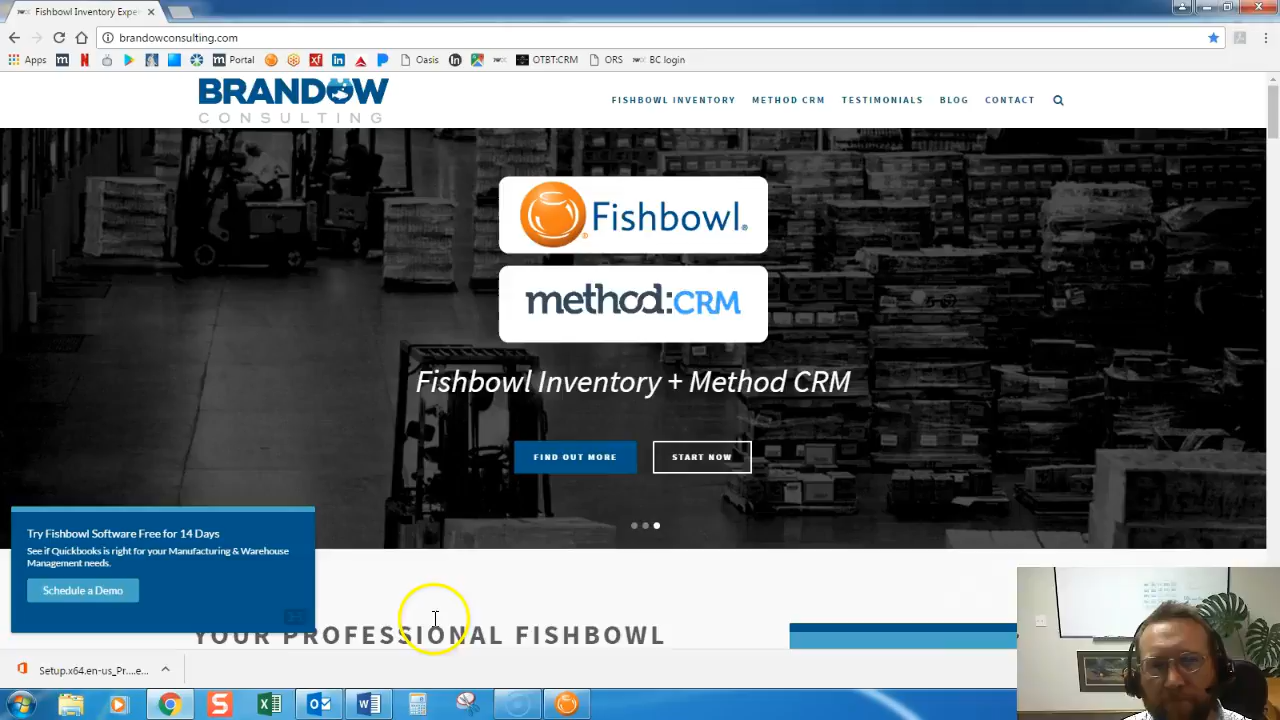 Fishbowl Inventory Expe
brandowconsulting.com
Apps
Portal
Oasis
OTBT:CRM
ORS
BC login
BRANDOW
CONSULTING
FISHBOWL INVENTORY
METHOD CRM
TESTIMONIALS
BLOG
CONTACT
Fishbowl®
method:CRM
Fishbowl Inventory + Method CRM
FIND OUT MORE
START NOW
Try Fishbowl Software Free for 14 Days
See if Quickbooks is right for your Manufacturing & Warehouse
Management needs.
Schedule a Demo
YOUR PROFESSIONAL FISHBOWL
Setup.x64.en-us_Pr....e...